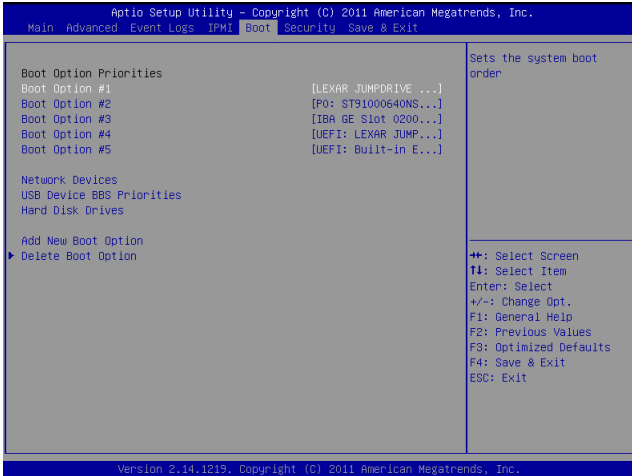 Aptio Setup Utility – Copyright (C) 2011 American Megatrends, Inc.
Main Advanced Event Logs IPMI Boot Security Save & Exit
Boot Option Priorities
Boot Option #1 [LEXAR JUMPDRIVE ...]
Boot Option #2 [P0: ST91000640NS...]
Boot Option #3 [IBA GE Slot 0200...]
Boot Option #4 [UEFI: LEXAR JUMP...]
Boot Option #5 [UEFI: Built-in E...]
Network Devices
USB Device BBS Priorities
Hard Disk Drives
Add New Boot Option
Delete Boot Option
Sets the system boot
order
→←: Select Screen
↑↓: Select Item
Enter: Select
+/-: Change Opt.
F1: General Help
F2: Previous Values
F3: Optimized Defaults
F4: Save & Exit
ESC: Exit
Version 2.14.1219. Copyright (C) 2011 American Megatrends, Inc.